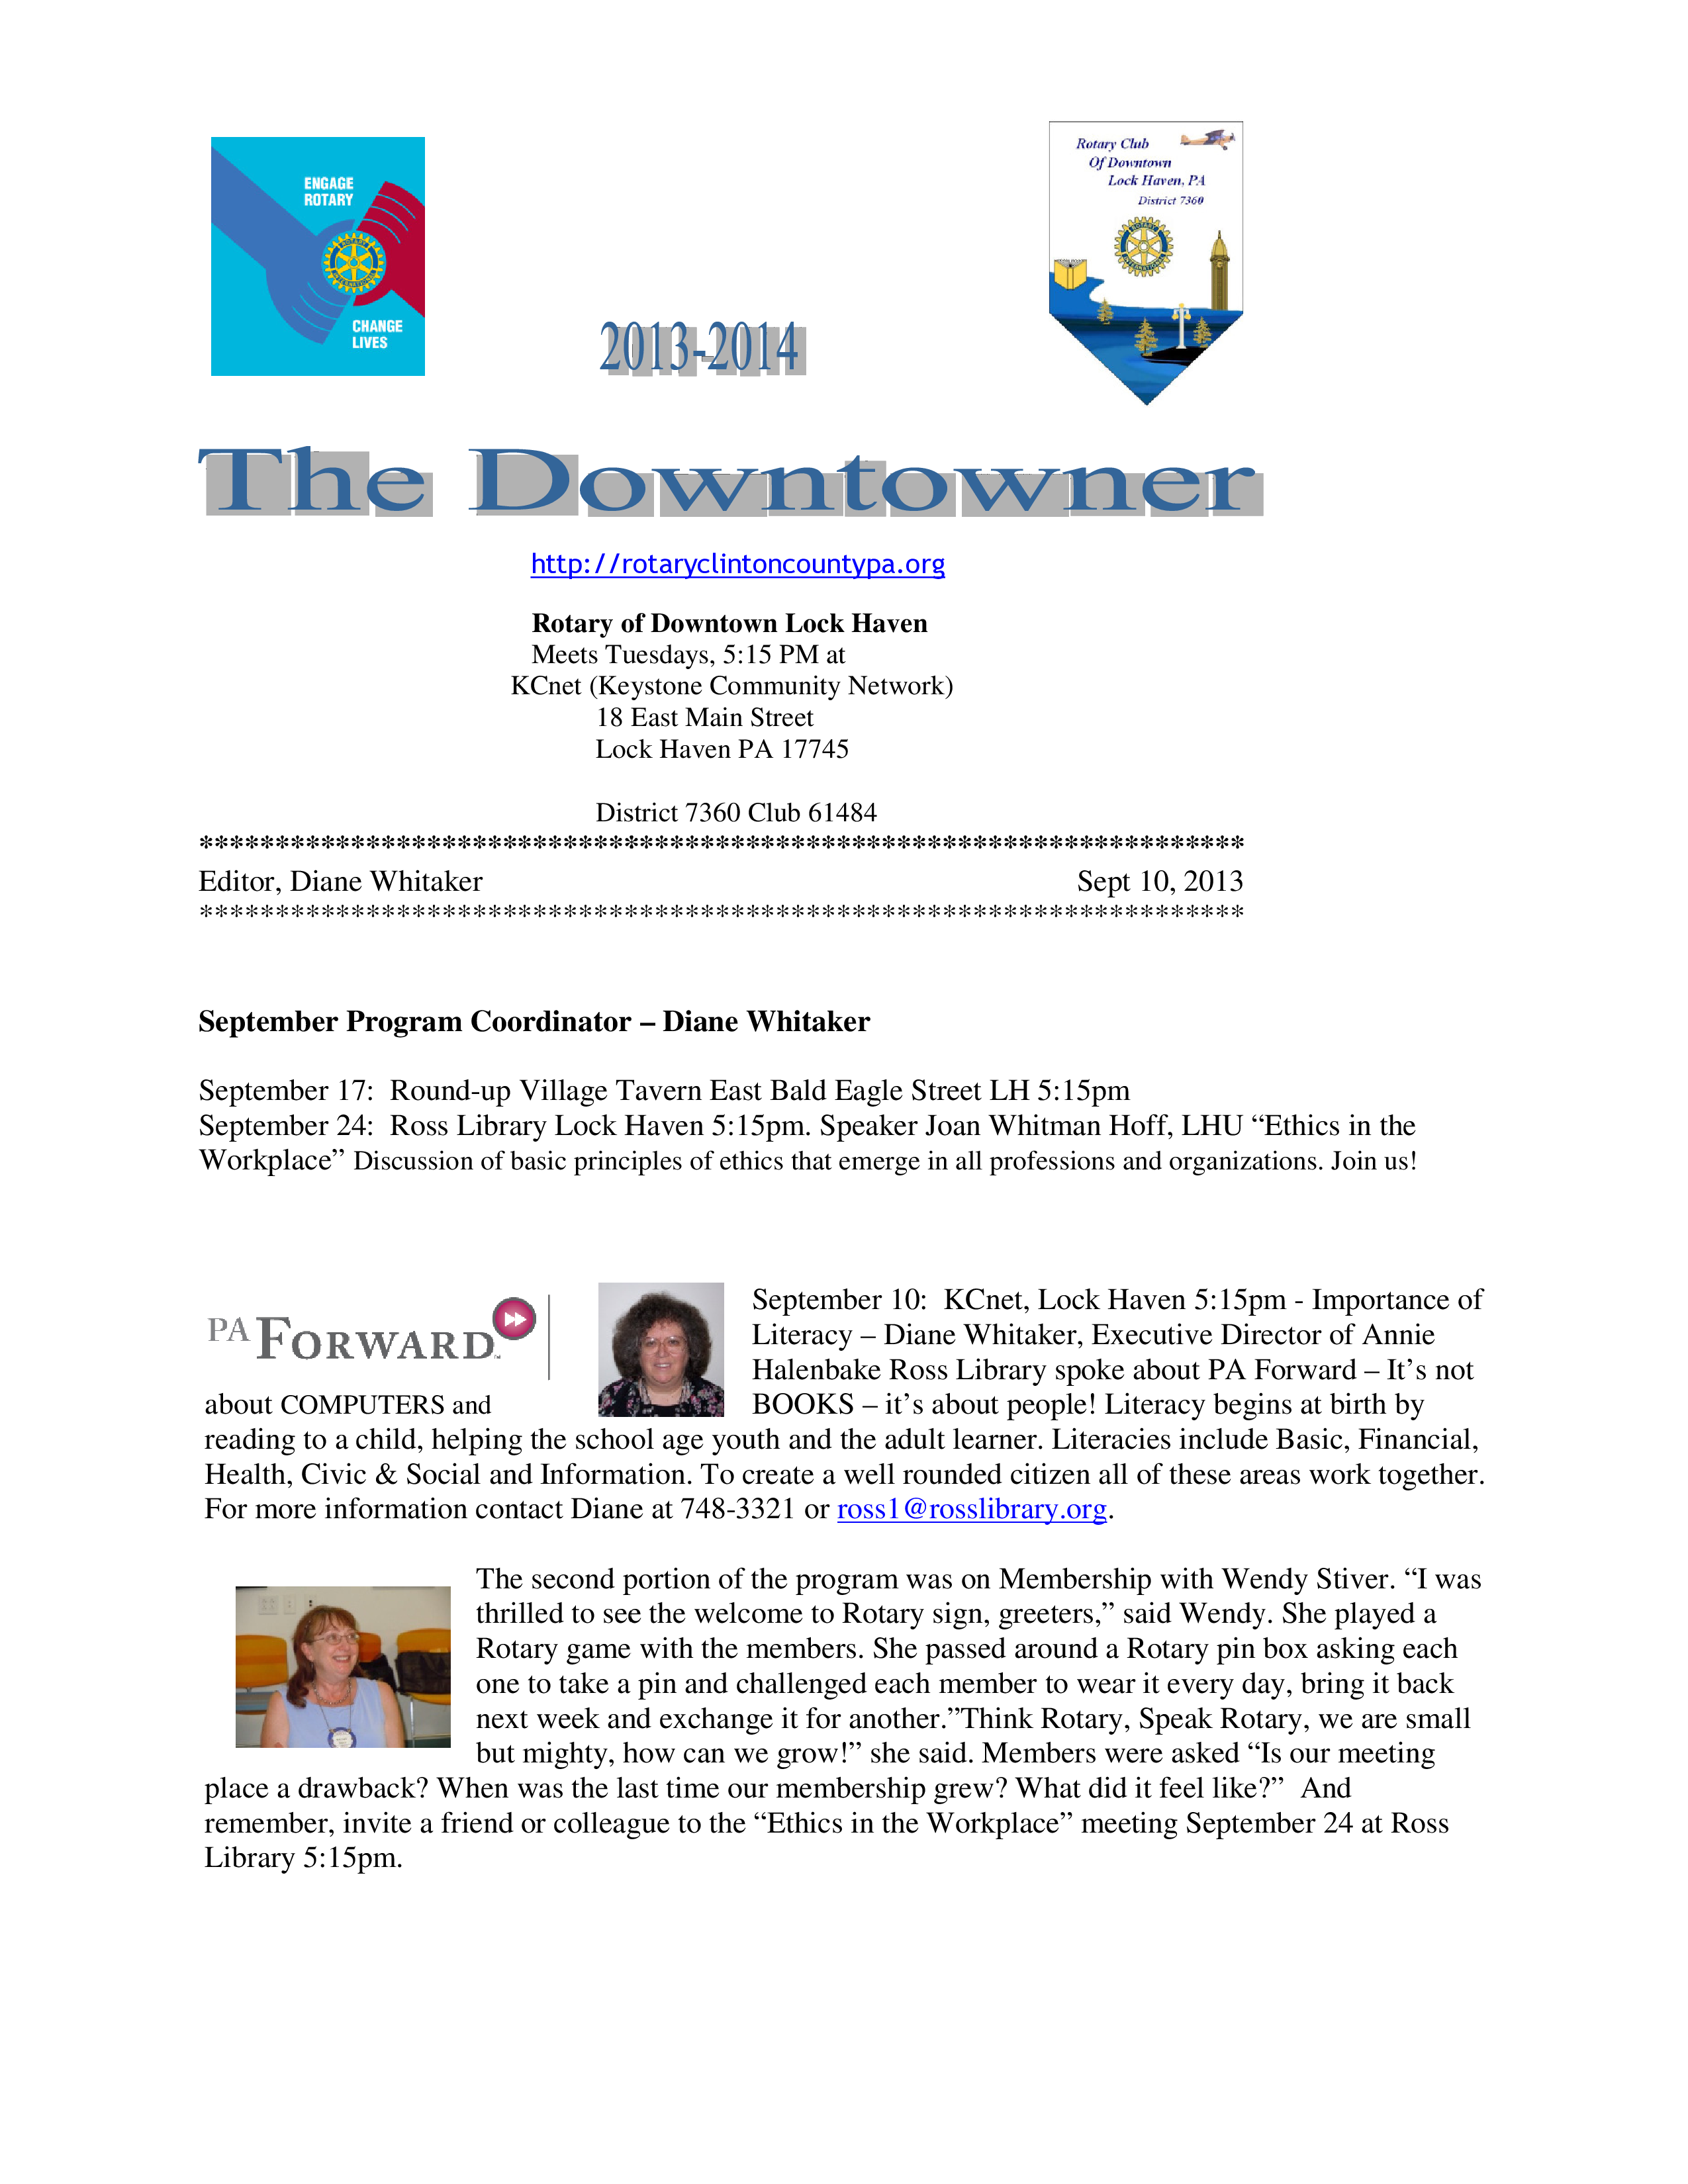 ENGAGE
ROTARY
CHANGE
LIVES
Rotary Club
Of Downtown
Lock Haven, PA
District 7360
ROTARY
INTERNATIONAL
2013-2014
The Downtowner
http://rotaryclintoncountypa.org
Rotary of Downtown Lock Haven
Meets Tuesdays, 5:15 PM at
KCnet (Keystone Community Network)
18 East Main Street
Lock Haven PA 17745
District 7360 Club 61484
*********************************************************************
Editor, Diane Whitaker Sept 10, 2013
*********************************************************************
September Program Coordinator – Diane Whitaker
September 17:  Round-up Village Tavern East Bald Eagle Street LH 5:15pm
September 24:  Ross Library Lock Haven 5:15pm. Speaker Joan Whitman Hoff, LHU “Ethics in the
Workplace” Discussion of basic principles of ethics that emerge in all professions and organizations. Join us!
PA FORWARD™
September 10:  KCnet, Lock Haven 5:15pm - Importance of
Literacy – Diane Whitaker, Executive Director of Annie
Halenbake Ross Library spoke about PA Forward – It’s not
about COMPUTERS and BOOKS – it’s about people! Literacy begins at birth by
reading to a child, helping the school age youth and the adult learner. Literacies include Basic, Financial,
Health, Civic & Social and Information. To create a well rounded citizen all of these areas work together.
For more information contact Diane at 748-3321 or ross1@rosslibrary.org.
The second portion of the program was on Membership with Wendy Stiver. “I was
thrilled to see the welcome to Rotary sign, greeters,” said Wendy. She played a
Rotary game with the members. She passed around a Rotary pin box asking each
one to take a pin and challenged each member to wear it every day, bring it back
next week and exchange it for another.”Think Rotary, Speak Rotary, we are small
but mighty, how can we grow!” she said. Members were asked “Is our meeting
place a drawback? When was the last time our membership grew? What did it feel like?”  And
remember, invite a friend or colleague to the “Ethics in the Workplace” meeting September 24 at Ross
Library 5:15pm.